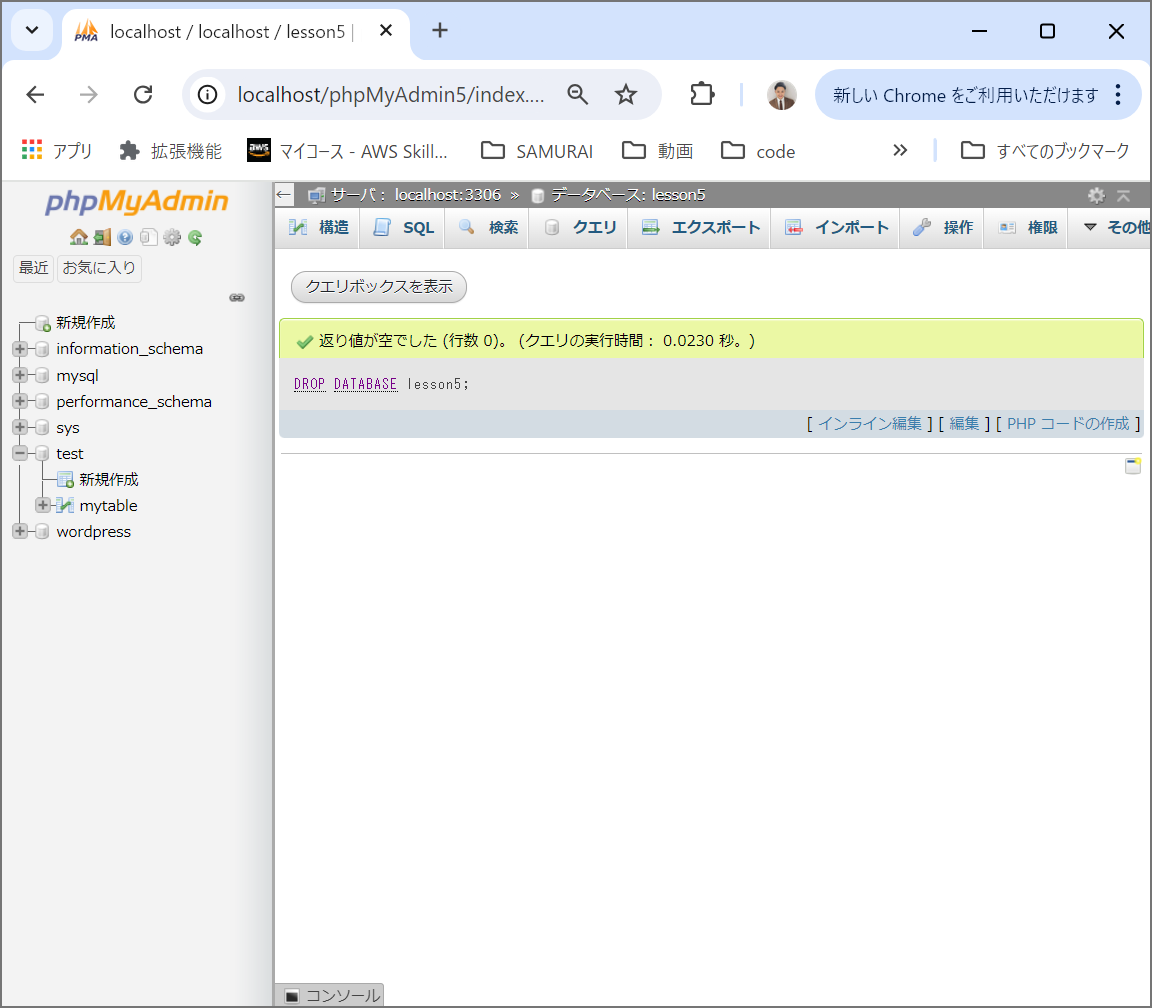 localhost / localhost / lesson5 |
localhost/phpMyAdmin5/index....
新しい Chrome をご利用いただけます
アプリ
拡張機能
aws
マイコース - AWS Skill...
SAMURAI
動画
code
すべてのブックマーク
phpMyAdmin
最近 お気に入り
新規作成
information_schema
mysql
performance_schema
sys
test
新規作成
mytable
wordpress
サーバ: localhost:3306 » データベース: lesson5
構造 SQL 検索 クエリ エクスポート インポート 操作 権限 その他
クエリボックスを表示
返り値が空でした (行数 0)。 (クエリの実行時間： 0.0230 秒。)
DROP DATABASE lesson5;
[ インライン編集 ] [ 編集 ] [ PHP コードの作成 ]
コンソール